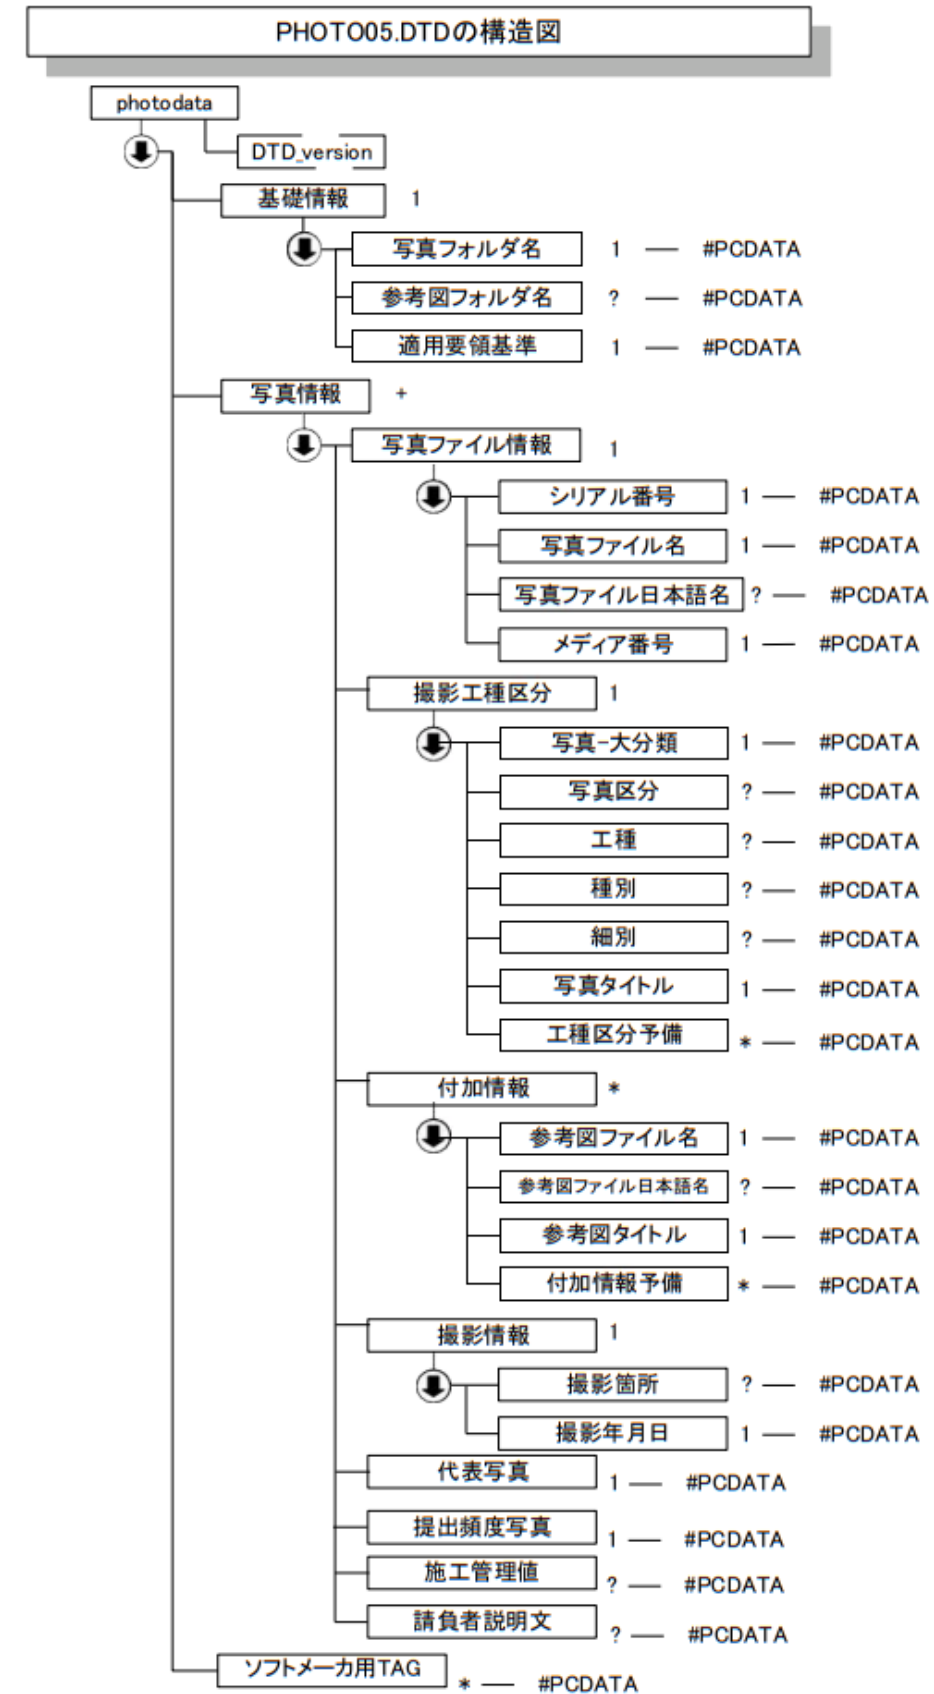 PHOTO05.DTDの構造図
photodata
DTD_version
基礎情報 1
写真フォルダ名 1 — #PCDATA
参考図フォルダ名 ? — #PCDATA
適用要領基準 1 — #PCDATA
写真情報 +
写真ファイル情報 1
シリアル番号 1 — #PCDATA
写真ファイル名 1 — #PCDATA
写真ファイル日本語名 ? — #PCDATA
メディア番号 1 — #PCDATA
撮影工種区分 1
写真-大分類 1 — #PCDATA
写真区分 ? — #PCDATA
工種 ? — #PCDATA
種別 ? — #PCDATA
細別 ? — #PCDATA
写真タイトル 1 — #PCDATA
工種区分予備 * — #PCDATA
付加情報 *
参考図ファイル名 1 — #PCDATA
参考図ファイル日本語名 ? — #PCDATA
参考図タイトル 1 — #PCDATA
付加情報予備 * — #PCDATA
撮影情報 1
撮影箇所 ? — #PCDATA
撮影年月日 1 — #PCDATA
代表写真 1 — #PCDATA
提出頻度写真 1 — #PCDATA
施工管理値 ? — #PCDATA
請負者説明文 ? — #PCDATA
ソフトメーカ用TAG * — #PCDATA